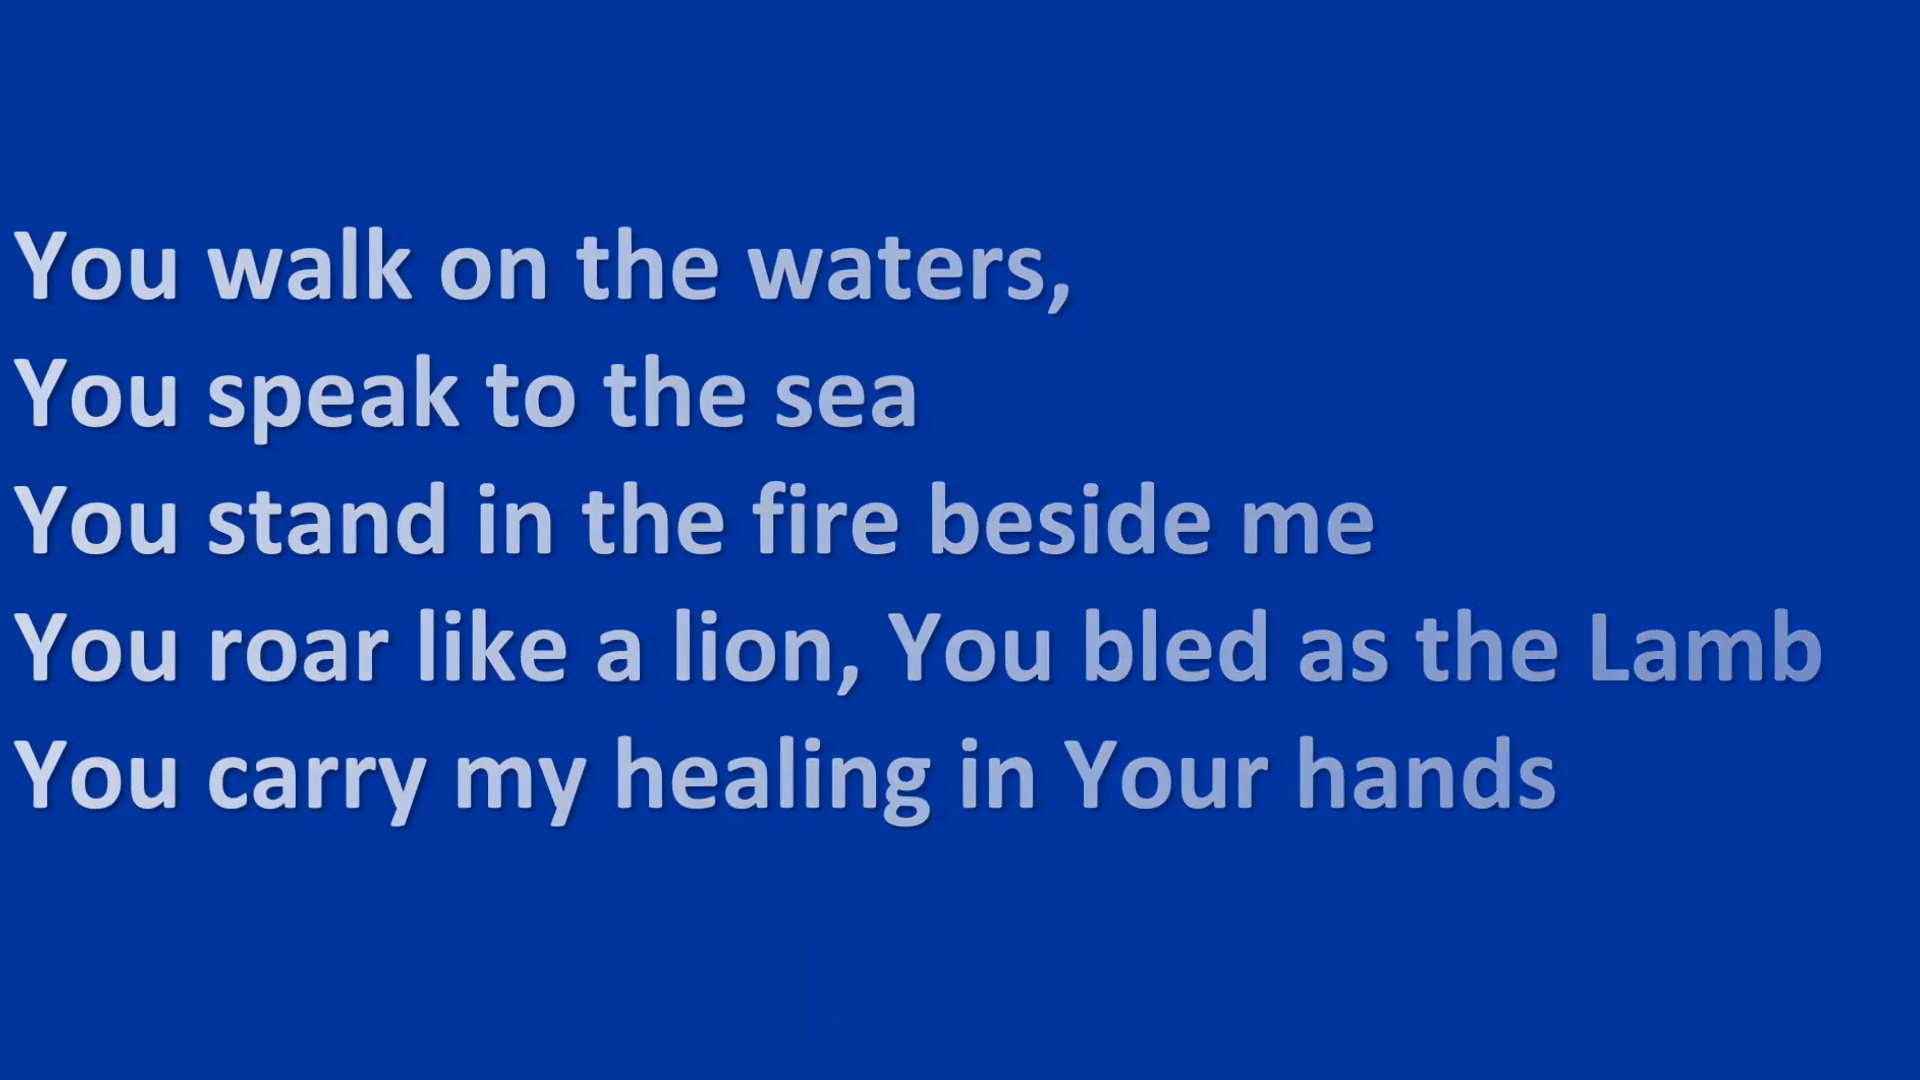 You walk on the waters,
You speak to the sea
You stand in the fire beside me
You roar like a lion, You bled as the Lamb
You carry my healing in Your hands